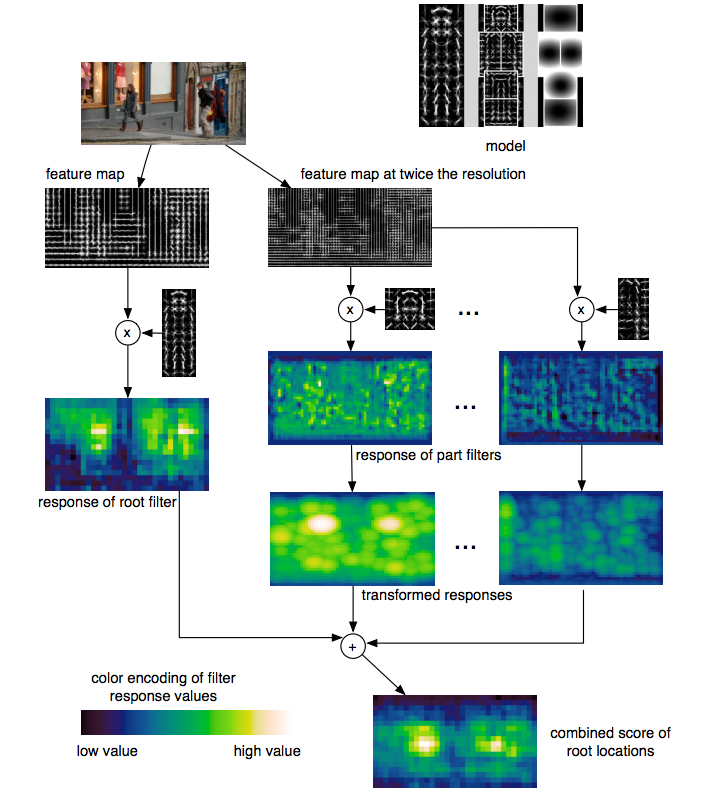 model
feature map
feature map at twice the resolution
x
x
...
x
...
response of part filters
response of root filter
...
transformed responses
+
color encoding of filter
response values
low value
high value
combined score of
root locations